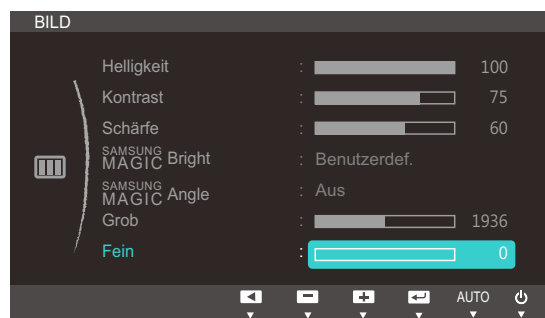 BILD
Helligkeit : 100
Kontrast : 75
Schärfe : 60
SAMSUNG MAGIC Bright : Benutzerdef.
SAMSUNG MAGIC Angle : Aus
Grob : 1936
Fein : 0
AUTO